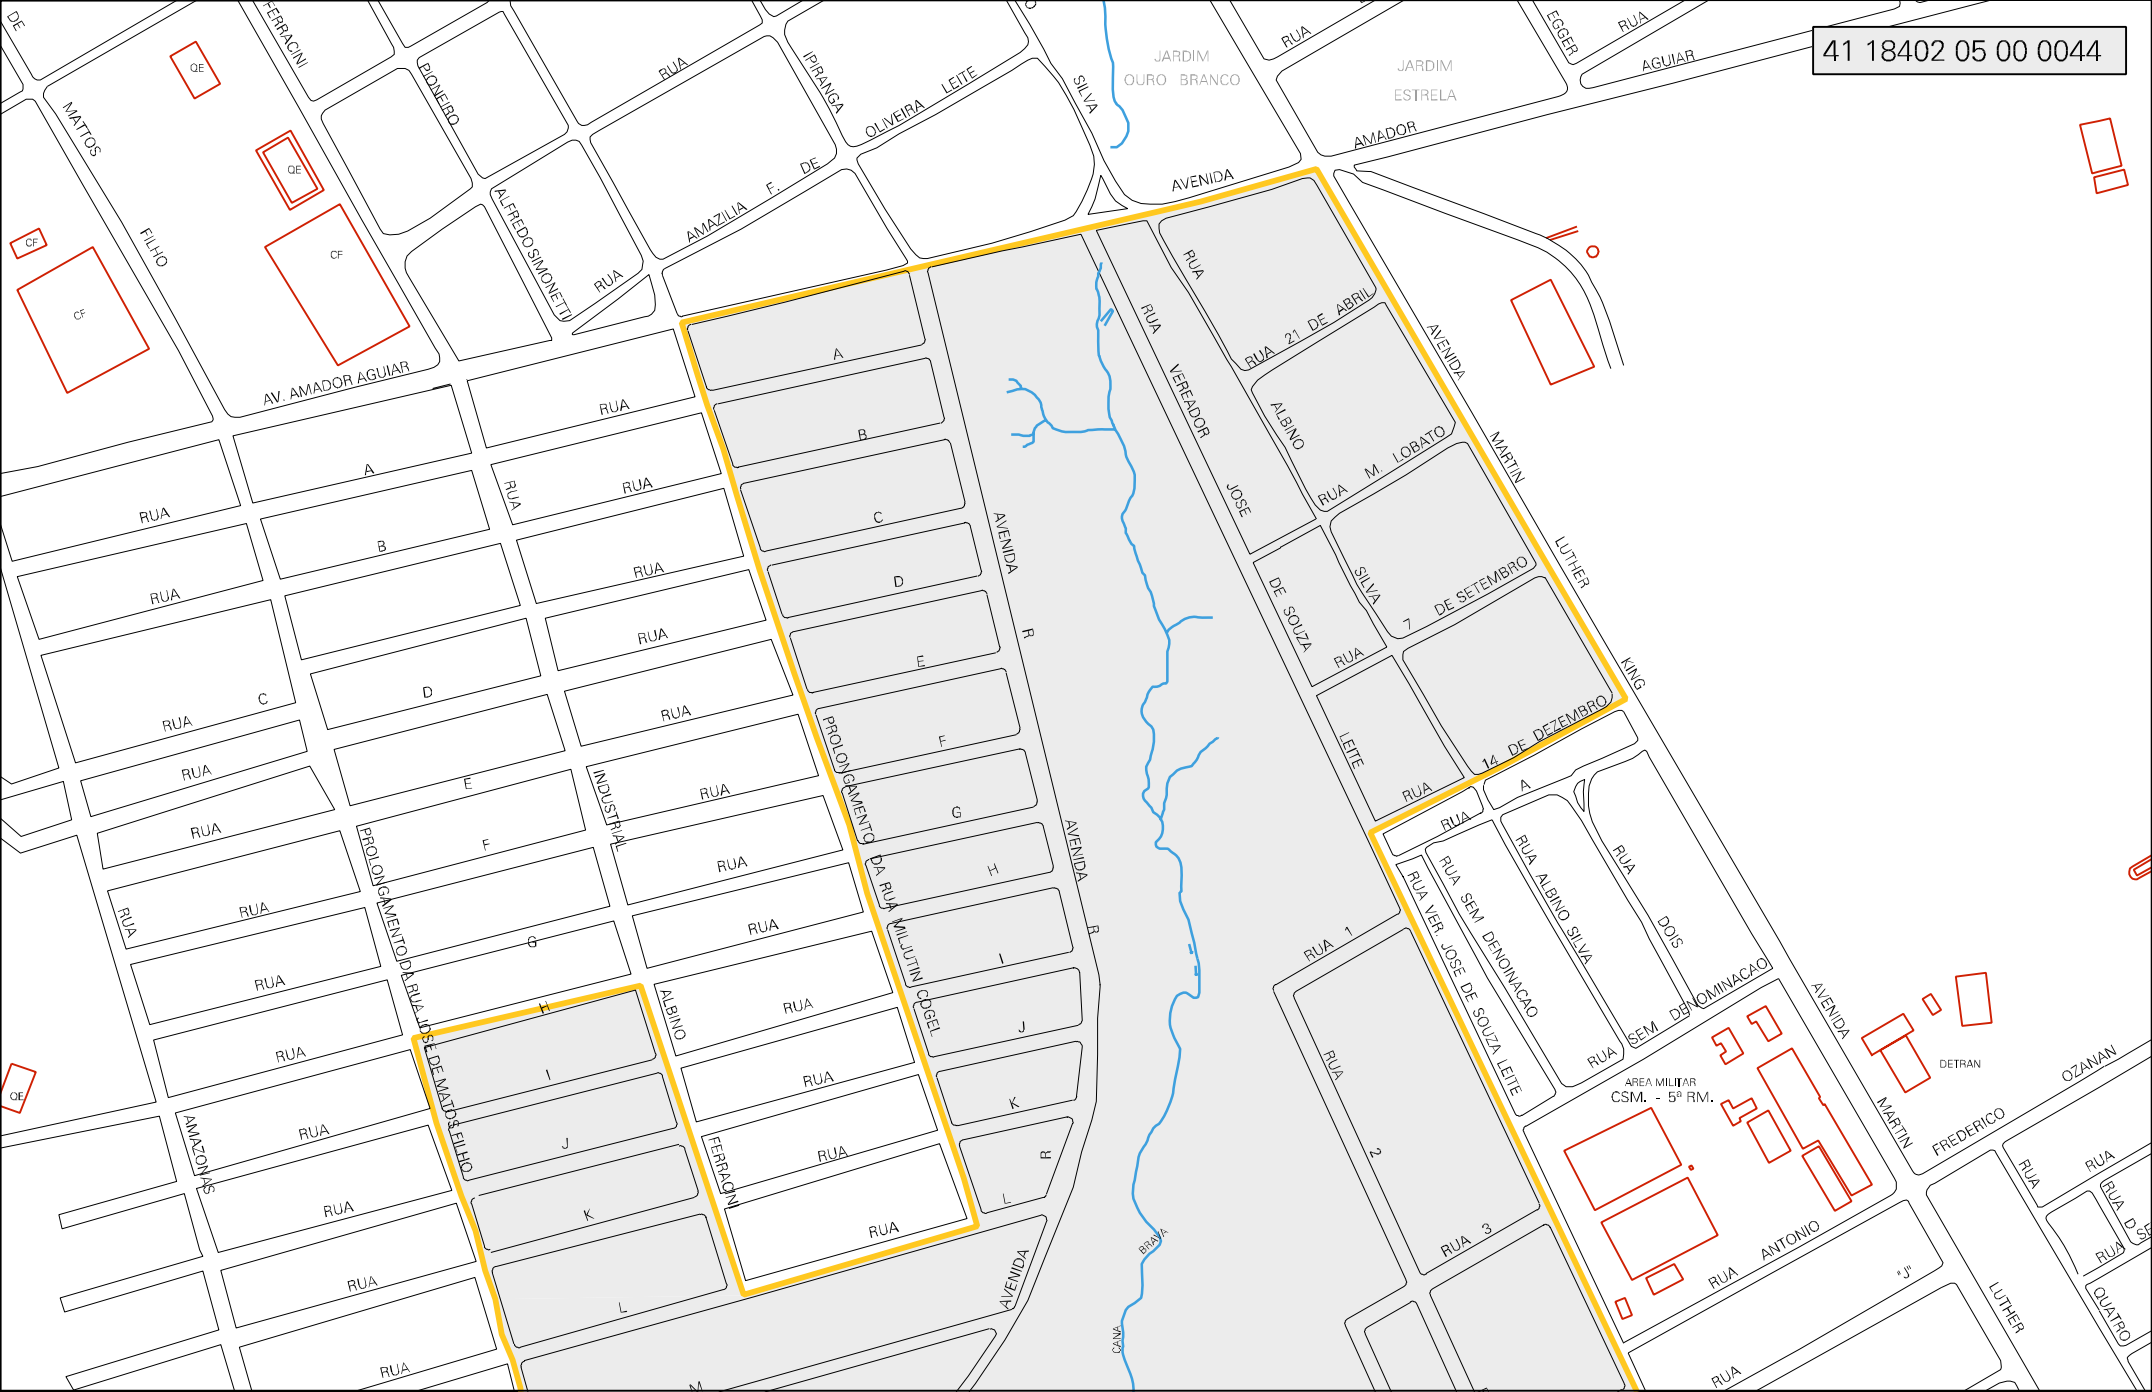 41 18402 05 00 0044
DE
FERRACINI
PIONEIRO
RUA
IPIRANGA
OLIVEIRA LEITE
SILVA
JARDIM
OURO BRANCO
RUA
JARDIM
ESTRELA
EGGER
RUA
AGUIAR
AMADOR
AVENIDA
MATTOS
FILHO
QE
QE
CF
CF
CF
ALFREDO SIMONETTI
RUA
AMAZILIA F. DE
AV. AMADOR AGUIAR
RUA A
RUA B
RUA C
RUA D
RUA E
RUA F
RUA G
RUA H
RUA I
RUA J
RUA K
RUA L
RUA
RUA INDUSTRIAL
RUA A
RUA B
RUA C
RUA D
RUA E
RUA F
RUA G
RUA H
RUA I
RUA J
RUA K
RUA L
M
PROLONGAMENTO DA RUA MILJUTIN COGEL
PROLONGAMENTO DA RUA JOSE DE MATOS FILHO
RUA AMAZONAS
ALBINO FERRACINI
QE
AVENIDA R
AVENIDA R
AVENIDA R
RUA VEREADOR JOSE DE SOUZA LEITE
RUA ALBINO SILVA
RUA 21 DE ABRIL
RUA M. LOBATO
RUA 7 DE SETEMBRO
RUA 14 DE DEZEMBRO
AVENIDA MARTIN LUTHER KING
RUA A
RUA VER. JOSE DE SOUZA LEITE
RUA SEM DENOINACAO
RUA ALBINO SILVA
RUA DOIS
RUA SEM DENOMINACAO
RUA 1
RUA 2
RUA 3
AREA MILITAR
CSM. - 5ª RM.
DETRAN
AVENIDA MARTIN LUTHER
FREDERICO OZANAN
RUA ANTONIO
RUA "J"
RUA QUATRO
RUA
RUA D
SE
RUA
CANA BRAVA